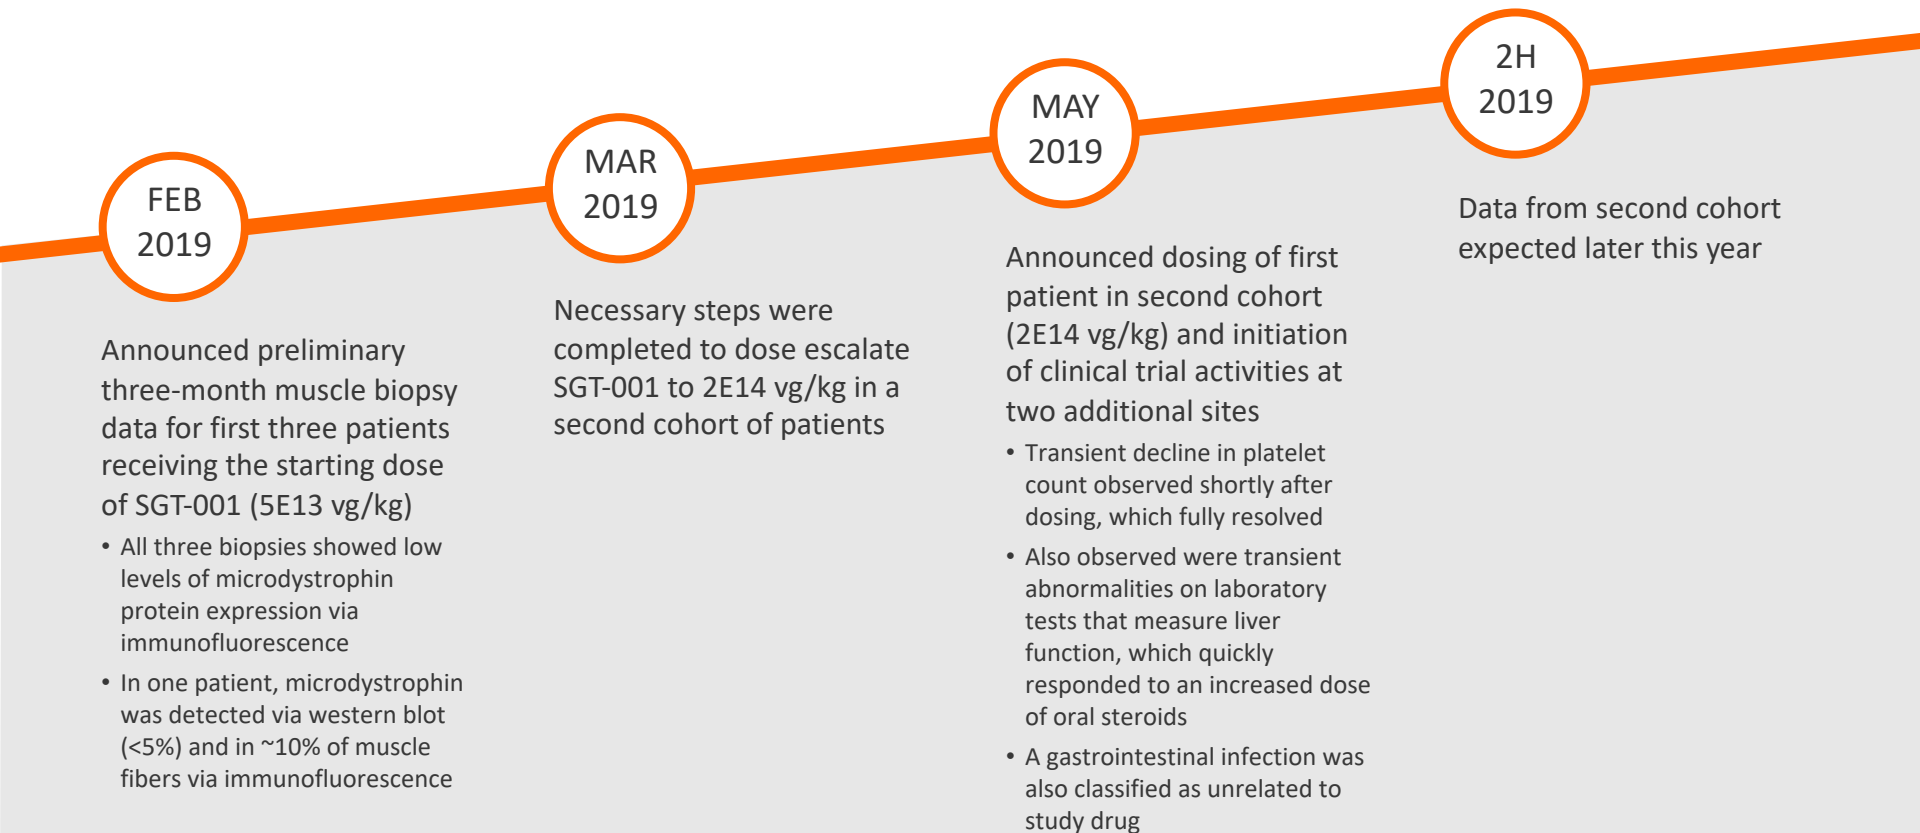 FEB
2019
Announced preliminary
three-month muscle biopsy
data for first three patients
receiving the starting dose
of SGT-001 (5E13 vg/kg)
• All three biopsies showed low
levels of microdystrophin
protein expression via
immunofluorescence
• In one patient, microdystrophin
was detected via western blot
(<5%) and in ~10% of muscle
fibers via immunofluorescence
MAR
2019
Necessary steps were
completed to dose escalate
SGT-001 to 2E14 vg/kg in a
second cohort of patients
MAY
2019
Announced dosing of first
patient in second cohort
(2E14 vg/kg) and initiation
of clinical trial activities at
two additional sites
• Transient decline in platelet
count observed shortly after
dosing, which fully resolved
• Also observed were transient
abnormalities on laboratory
tests that measure liver
function, which quickly
responded to an increased dose
of oral steroids
• A gastrointestinal infection was
also classified as unrelated to
study drug
2H
2019
Data from second cohort
expected later this year